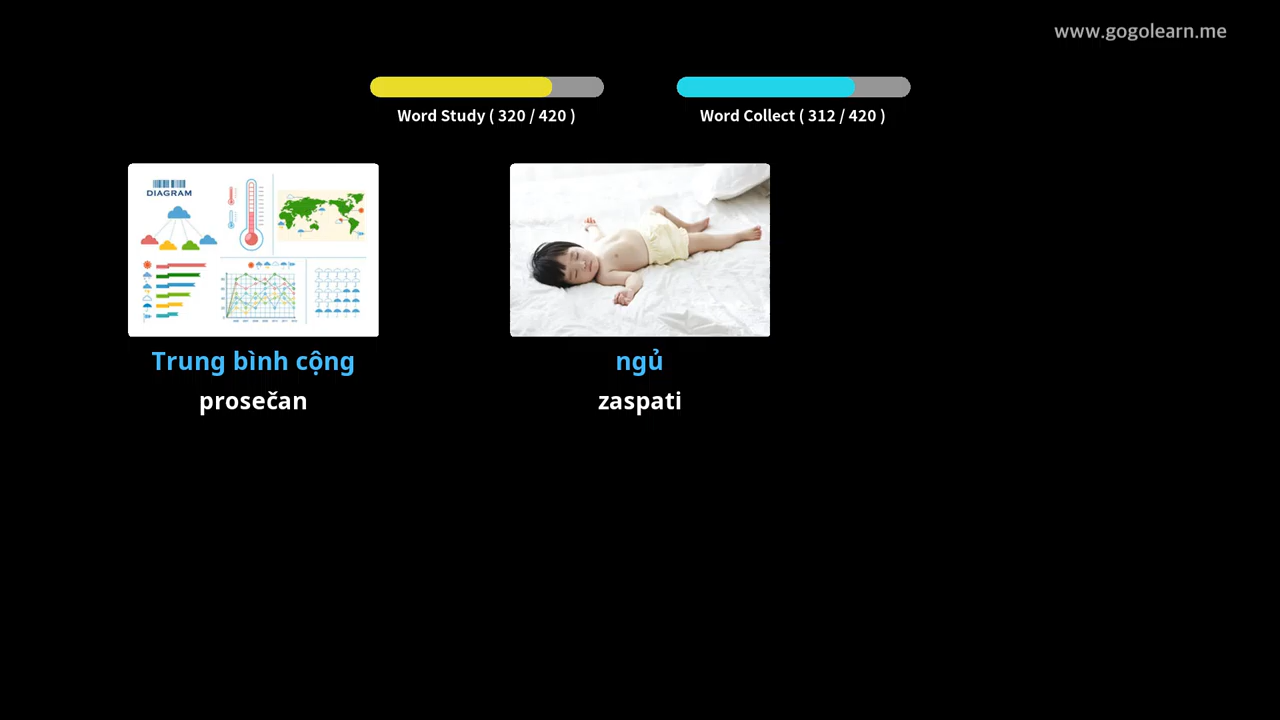 www.gogolearn.me
Word Study ( 320 / 420 )
Word Collect ( 312 / 420 )
DIAGRAM
Trung bình cộng
ngủ
prosečan
zaspati